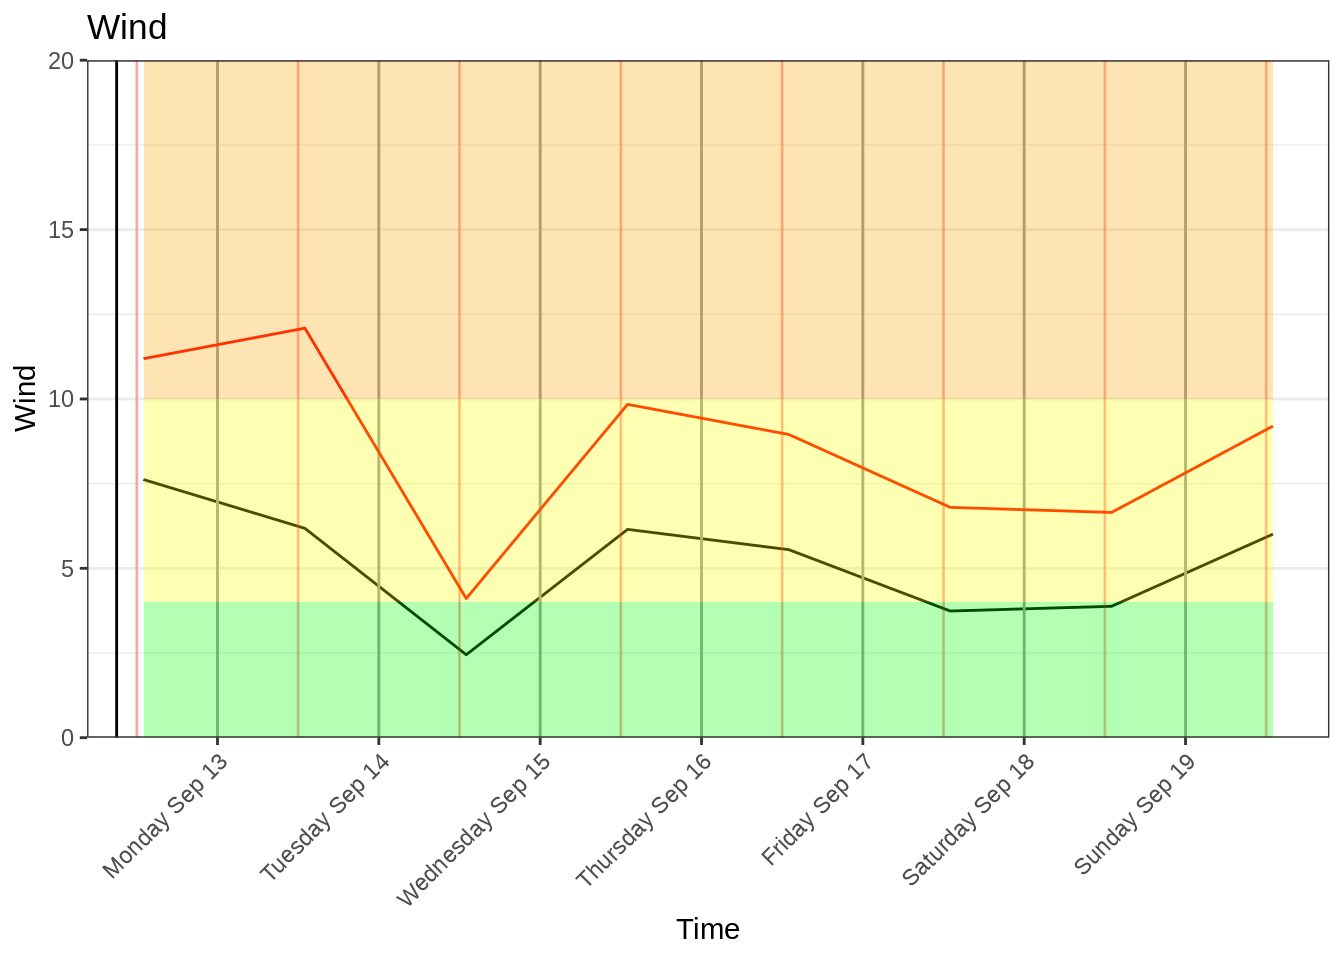 Wind
Wind
20
15
10
5
0
Monday Sep 13
Tuesday Sep 14
Wednesday Sep 15
Thursday Sep 16
Friday Sep 17
Saturday Sep 18
Sunday Sep 19
Time